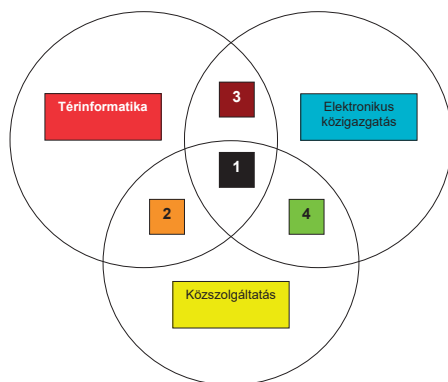 3
Térinformatika
Elektronikus
közigazgatás
1
2
4
Közszolgáltatás